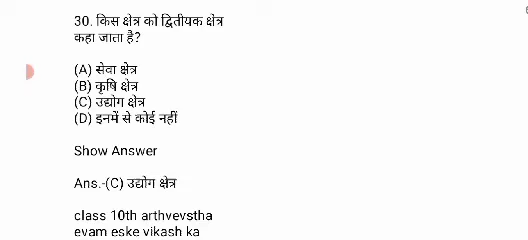 30. किस क्षेत्र को द्वितीयक क्षेत्र
कहा जाता है?
(A) सेवा क्षेत्र
(B) कृषि क्षेत्र
(C) उद्योग क्षेत्र
(D) इनमें से कोई नहीं
Show Answer
Ans.-(C) उद्योग क्षेत्र
class 10th arthvevstha
evam eske vikash ka